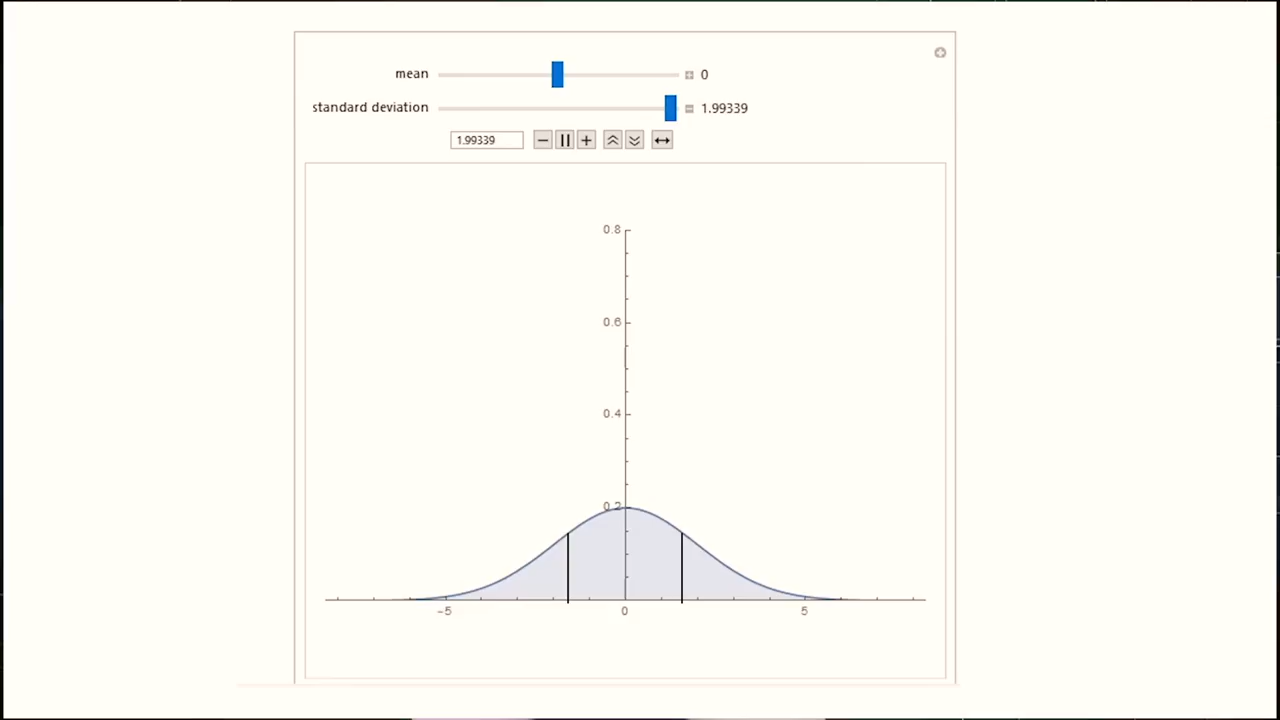 mean 0
standard deviation 1.99339
1.99339
0.8
0.6
0.4
0.2
−5 0 5